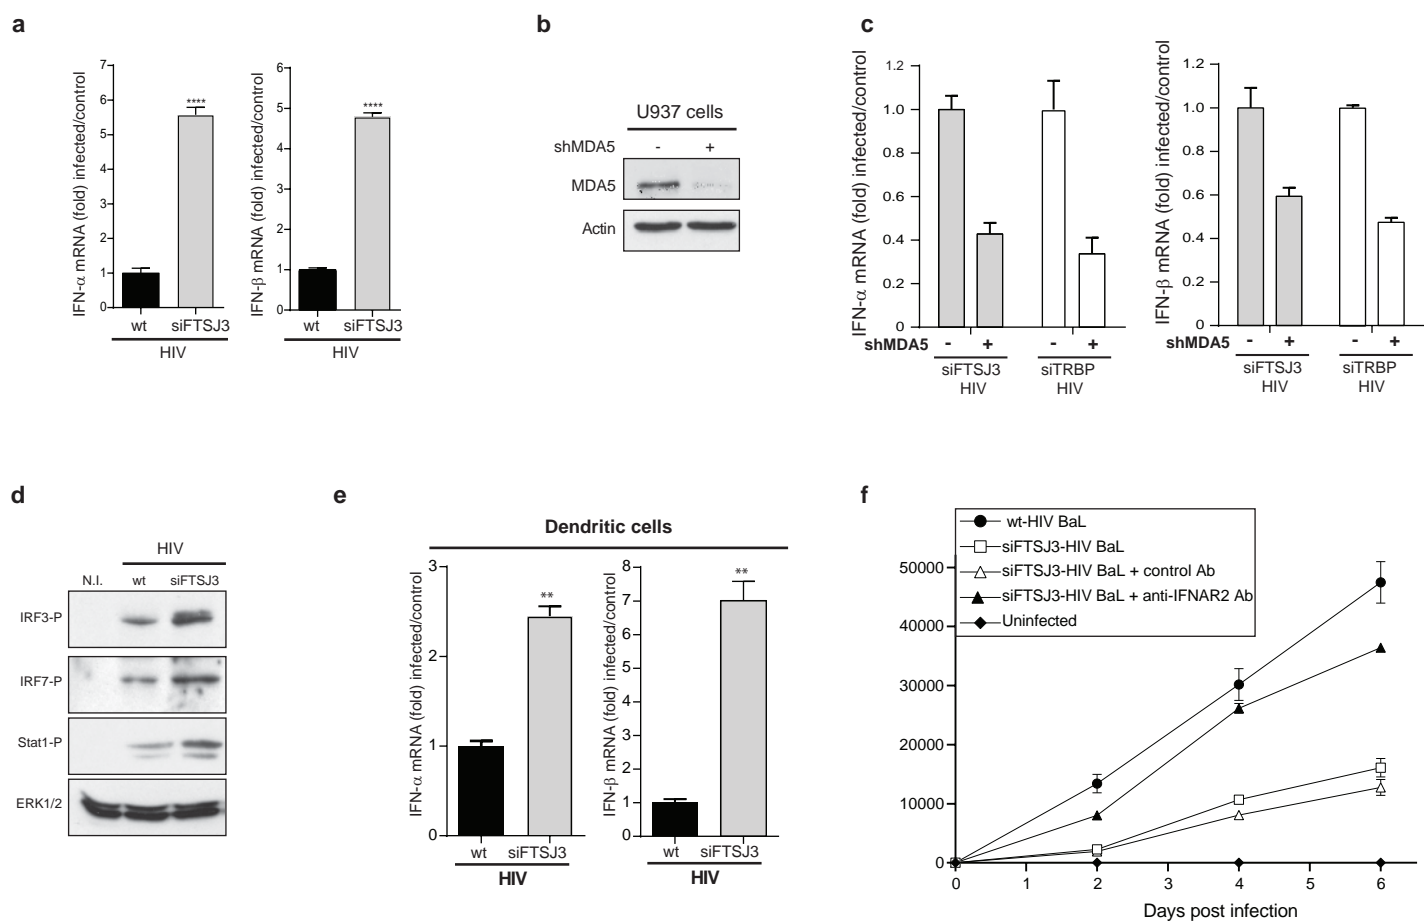 a
IFN-α mRNA (fold) infected/control
7
6
5
4
3
2
1
0
****
wt siFTSJ3
HIV
IFN-β mRNA (fold) infected/control
6
5
4
3
2
1
0
****
wt siFTSJ3
HIV
b
U937 cells
shMDA5 - +
MDA5
Actin
c
IFN-α mRNA (fold) infected/control
1.2
1.0
0.8
0.6
0.4
0.2
0
shMDA5 - + - +
siFTSJ3 siTRBP
HIV HIV
IFN-β mRNA (fold) infected/control
1.2
1.0
0.8
0.6
0.4
0.2
0
shMDA5 - + - +
siFTSJ3 siTRBP
HIV HIV
d
HIV
N.I. wt siFTSJ3
IRF3-P
IRF7-P
Stat1-P
ERK1/2
e
Dendritic cells
IFN-α mRNA (fold) infected/control
3
2
1
0
**
wt siFTSJ3
HIV
IFN-β mRNA (fold) infected/control
8
7
6
5
4
3
2
1
0
**
wt siFTSJ3
HIV
f
wt-HIV BaL
siFTSJ3-HIV BaL
siFTSJ3-HIV BaL + control Ab
siFTSJ3-HIV BaL + anti-IFNAR2 Ab
Uninfected
50000
40000
30000
20000
10000
0
0 1 2 3 4 5 6
Days post infection